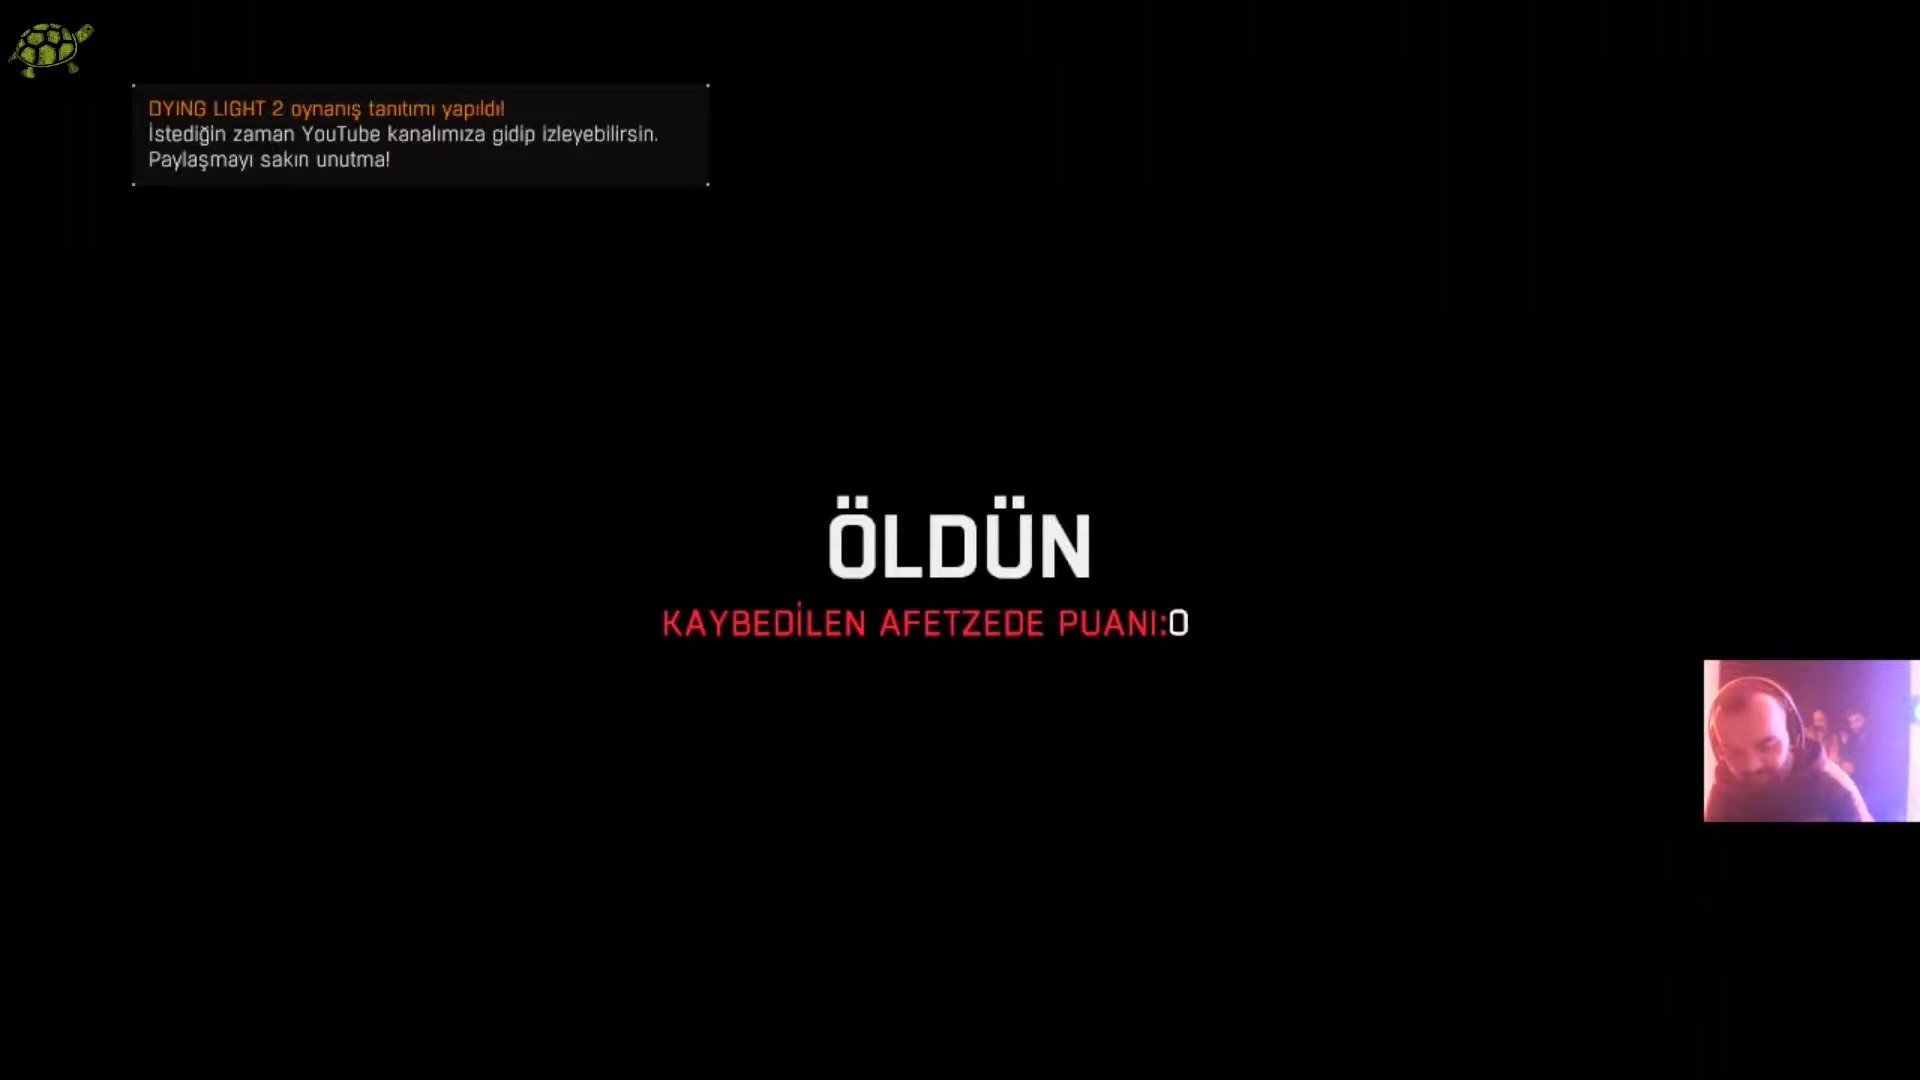 DYING LIGHT 2 oynanış tanıtımı yapıldı!
İstediğin zaman YouTube kanalımıza gidip izleyebilirsin.
Paylaşmayı sakın unutma!
ÖLDÜN
KAYBEDİLEN AFETZEDE PUANI:0